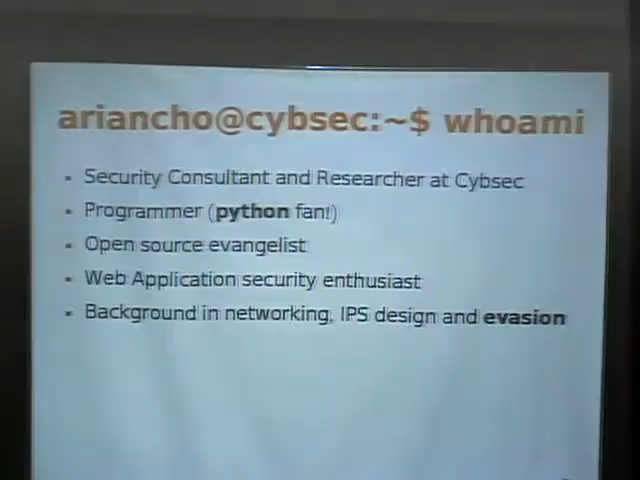 ariancho@cybsec:~$ whoami
▪ Security Consultant and Researcher at Cybsec
▪ Programmer (python fan!)
▪ Open source evangelist
▪ Web Application security enthusiast
▪ Background in networking, IPS design and evasion